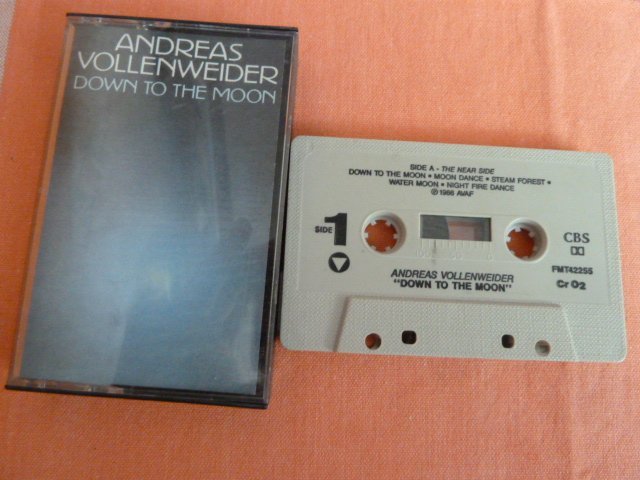 ANDREAS
VOLLENWEIDER
DOWN TO THE MOON
SIDE A - THE NEAR SIDE
DOWN TO THE MOON • MOON DANCE • STEAM FOREST •
WATER MOON • NIGHT FIRE DANCE
℗ 1986 AVAF
SIDE 1
CBS
FMT42255
Cr O2
ANDREAS VOLLENWEIDER
"DOWN TO THE MOON"